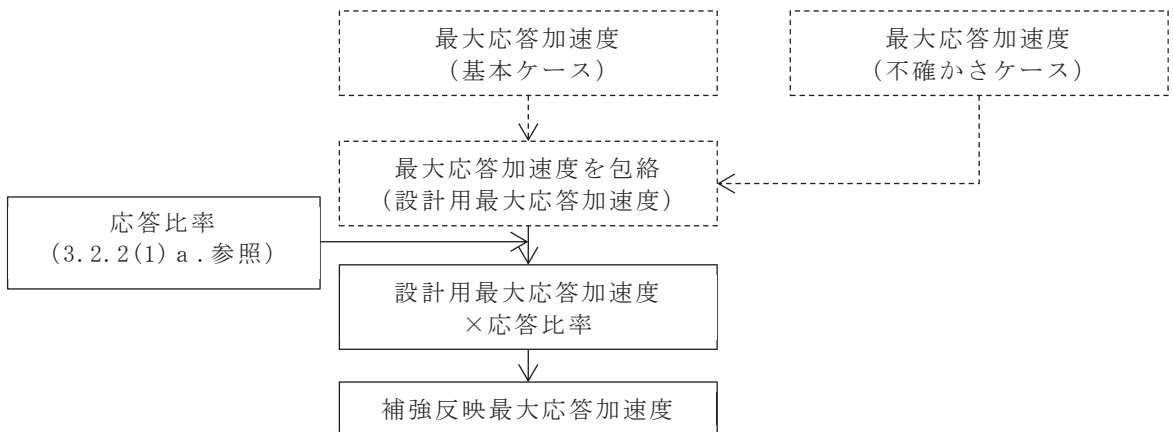 最大応答加速度
(基本ケース)
最大応答加速度
(不確かさケース)
最大応答加速度を包絡
(設計用最大応答加速度)
応答比率
(3.2.2(1)a.参照)
設計用最大応答加速度
×応答比率
補強反映最大応答加速度